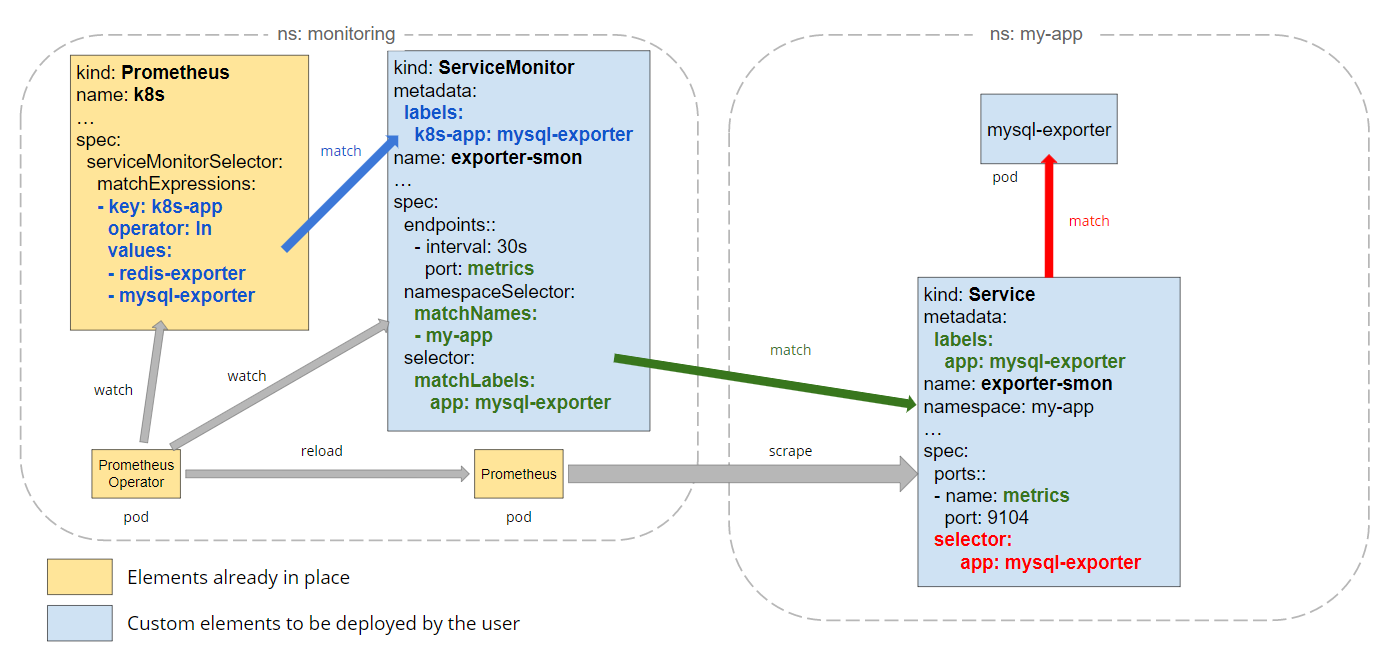 ns: monitoring
kind: Prometheus
name: k8s
…
spec:
serviceMonitorSelector:
matchExpressions:
- key: k8s-app
operator: In
values:
- redis-exporter
- mysql-exporter
match
kind: ServiceMonitor
metadata:
labels:
k8s-app: mysql-exporter
name: exporter-smon
…
spec:
endpoints::
- interval: 30s
port: metrics
namespaceSelector:
matchNames:
- my-app
selector:
matchLabels:
app: mysql-exporter
watch
watch
Prometheus
Operator
pod
reload
Prometheus
pod
match
scrape
ns: my-app
mysql-exporter
pod
match
kind: Service
metadata:
labels:
app: mysql-exporter
name: exporter-smon
namespace: my-app
…
spec:
ports::
- name: metrics
port: 9104
selector:
app: mysql-exporter
Elements already in place
Custom elements to be deployed by the user